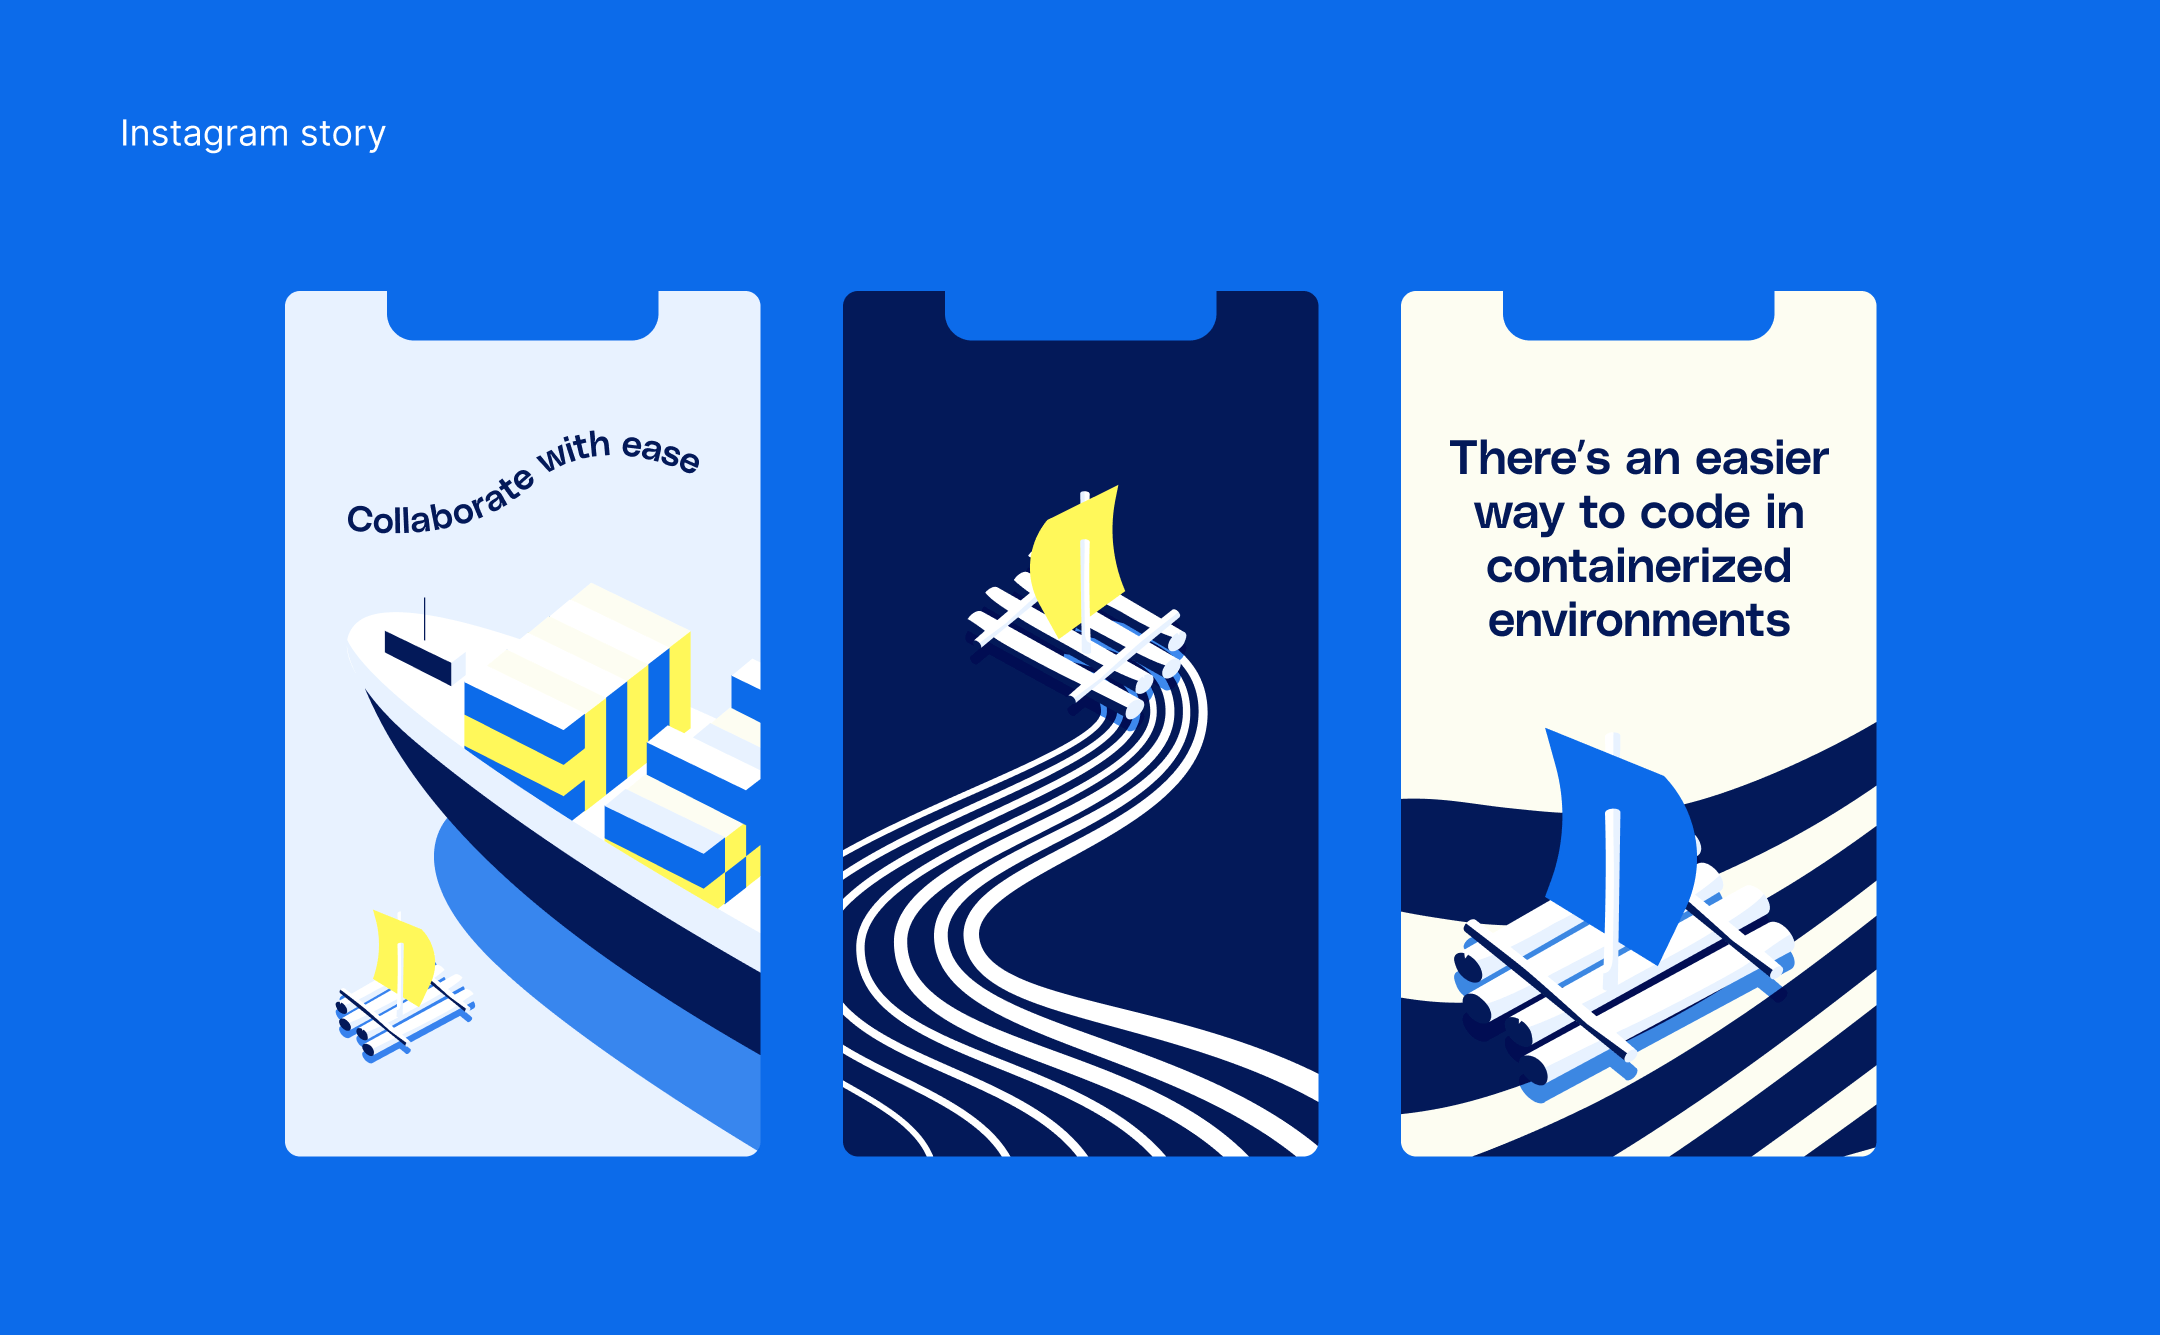 Instagram story
Collaborate with ease
There's an easier
way to code in
containerized
environments